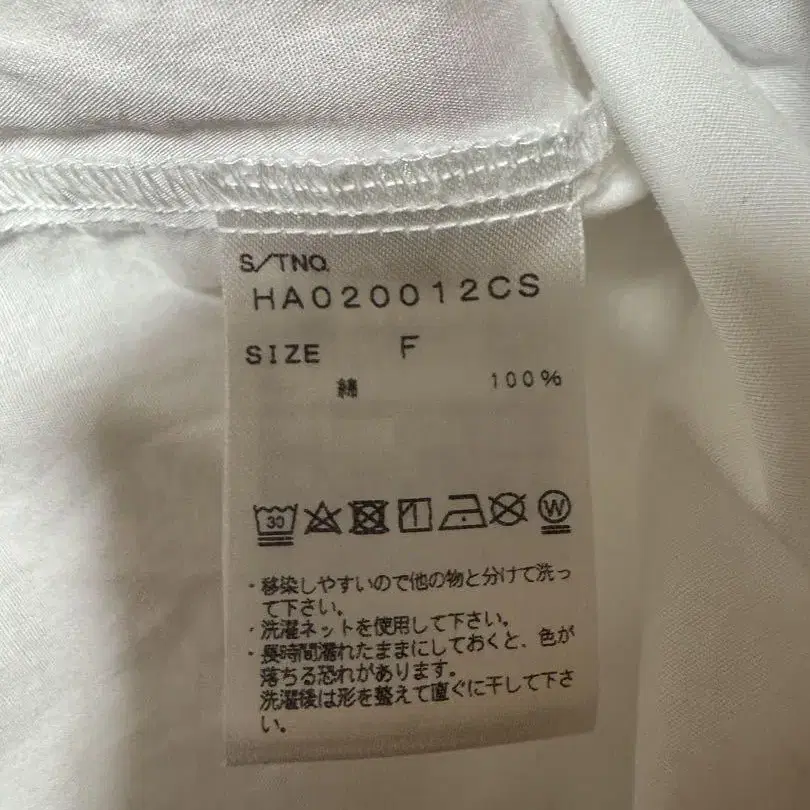 S/TNO.
HA020012CS
SIZE F
綿 100%
30 W
・移染しやすいので他の物と分けて洗っ
て下さい。
・洗濯ネットを使用して下さい。
・長時間濡れたままにしておくと、色が
落ちる恐れがあります。
洗濯後は形を整えて直ぐに干して下さ
い。